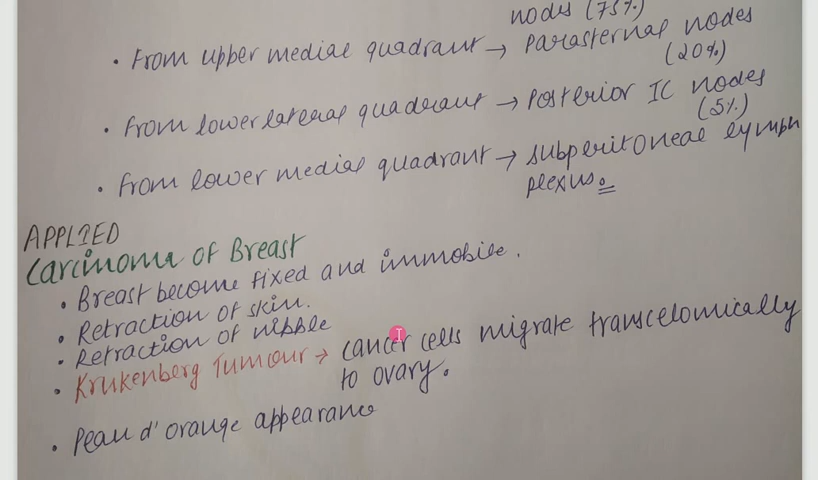 nodes (75%)
• From upper medial quadrant → Parasternal nodes
(20%)
• From lower lateral quadrant → Posterior IC nodes
(5%)
• From lower medial quadrant → subperitoneal lymph
plexus.
APPLIED
Carcinoma of Breast
• Breast become fixed and immobile.
• Retraction of skin.
• Retraction of nipple
• Krukenberg Tumour → cancer cells migrate transcelomically
to ovary.
• Peau d'orange appearance